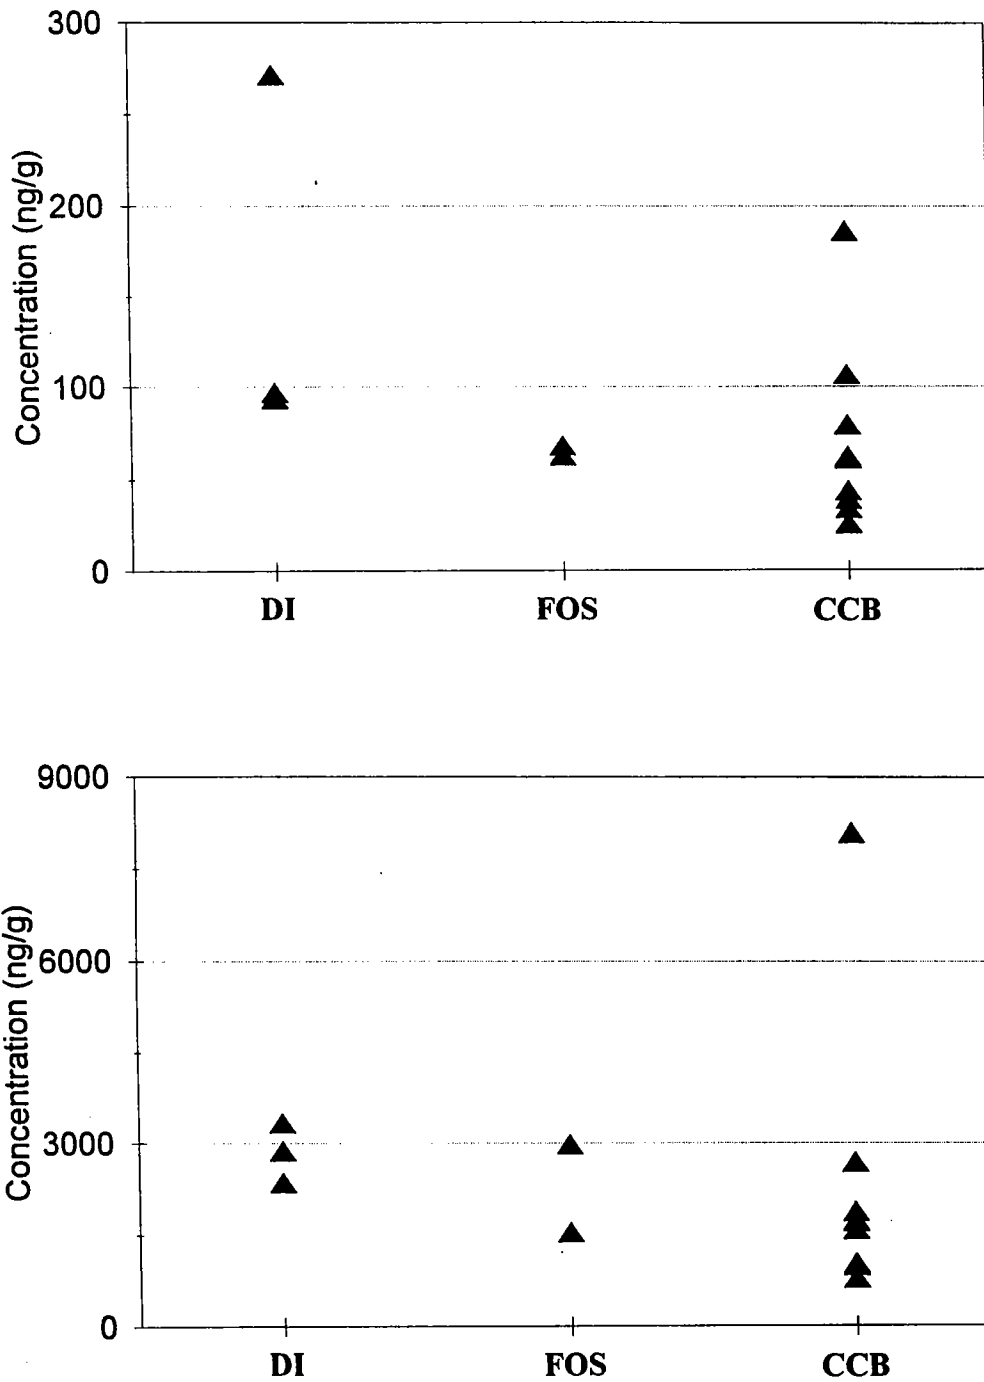 300
200
100
0
Concentration (ng/g)
DI FOS CCB
9000
6000
3000
0
Concentration (ng/g)
DI FOS CCB